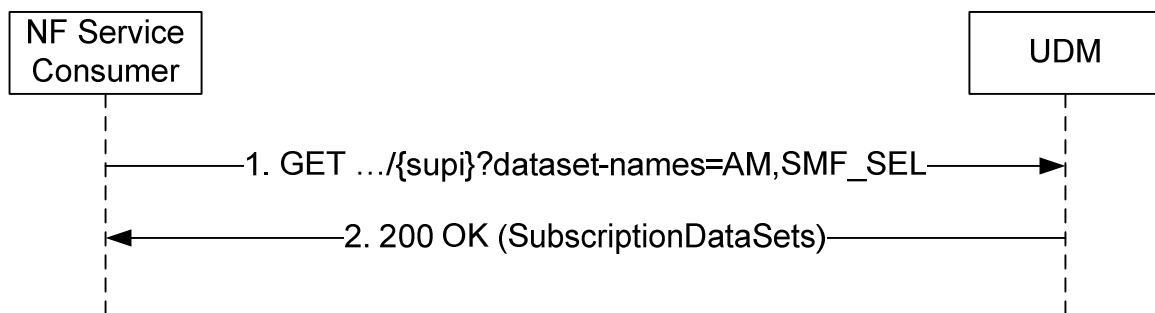 NF Service
Consumer
UDM
1. GET …/{supi}?dataset-names=AM,SMF_SEL
2. 200 OK (SubscriptionDataSets)